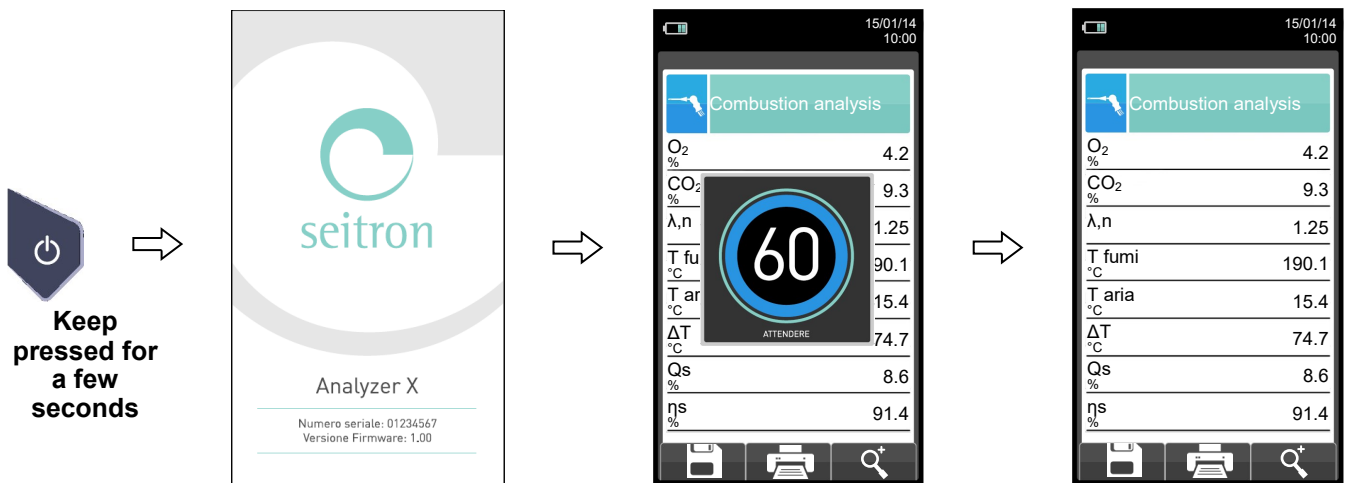 Keep
pressed for
a few
seconds
seitron
Analyzer X
Numero seriale: 01234567
Versione Firmware: 1.00
15/01/14
10:00
Combustion analysis
O₂
% 4.2
CO₂
% 9.3
λ,n 1.25
T fu 90.1
°C
T ar 15.4
°C
ΔT 74.7
°C
Qs
% 8.6
ηs
% 91.4
60
ATTENDERE
15/01/14
10:00
Combustion analysis
O₂
% 4.2
CO₂
% 9.3
λ,n 1.25
T fumi 190.1
°C
T aria 15.4
°C
ΔT 74.7
°C
Qs
% 8.6
ηs
% 91.4